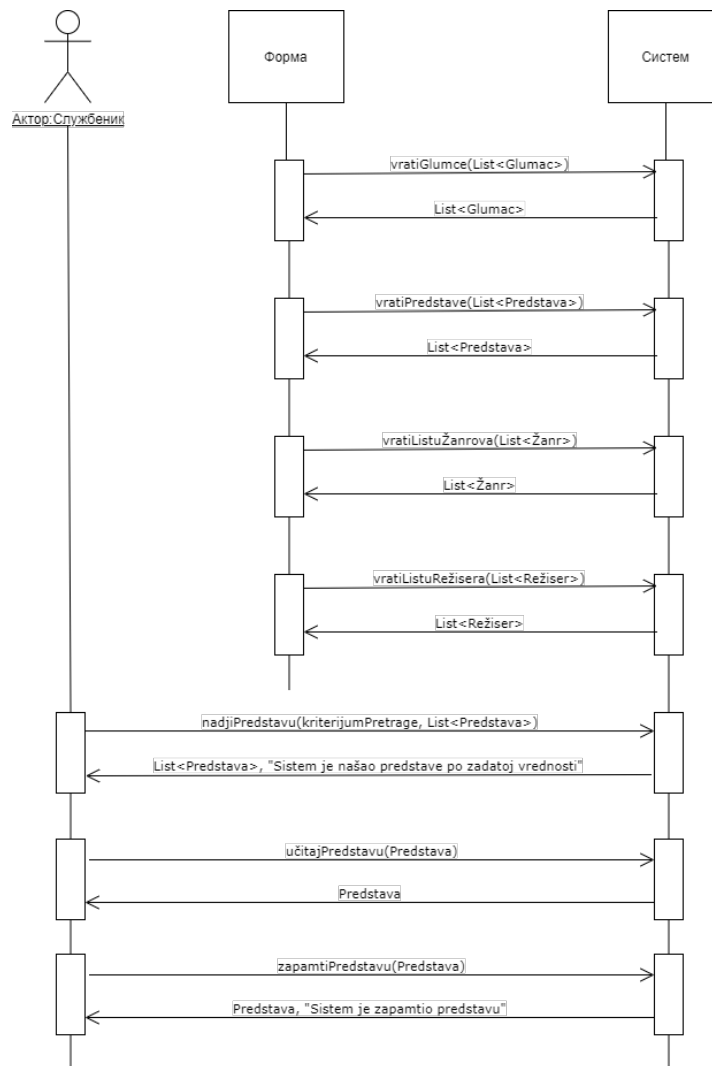 Форма
Систем
Актор:Службеник
vratiGlumce(List<Glumac>)
List<Glumac>
vratiPredstave(List<Predstava>)
List<Predstava>
vratiListuŽanrova(List<Žanr>)
List<Žanr>
vratiListuRežisera(List<Režiser>)
List<Režiser>
nadjiPredstavu(kriterijumPretrage, List<Predstava>)
List<Predstava>, "Sistem je našao predstave po zadatoj vrednosti"
učitajPredstavu(Predstava)
Predstava
zapamtiPredstavu(Predstava)
Predstava, "Sistem je zapamtio predstavu"